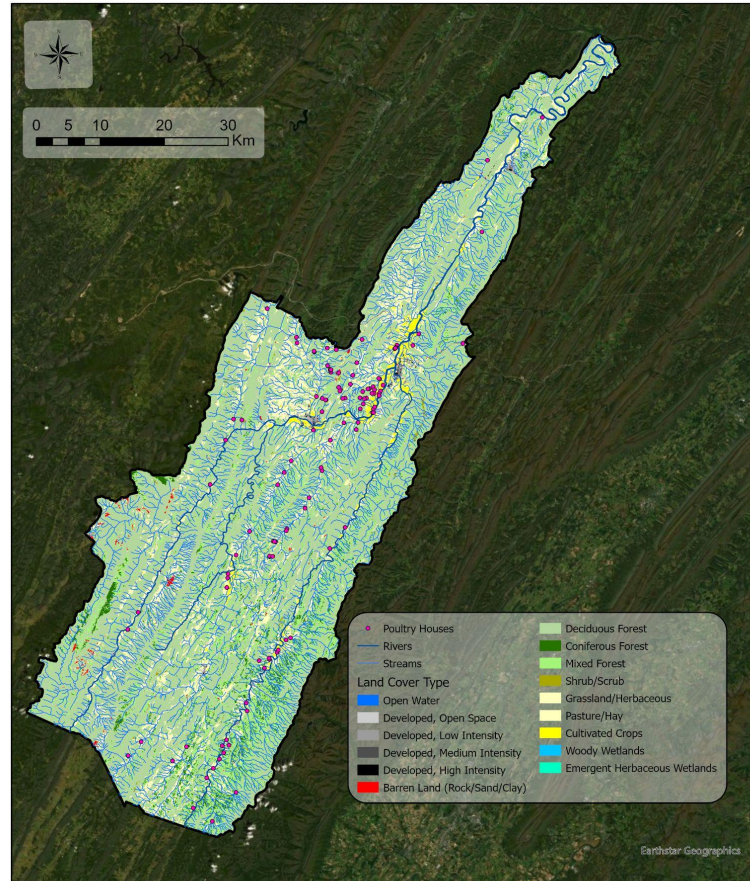 0 5 10 20 30
Km
Poultry Houses
Rivers
Streams
Land Cover Type
Open Water
Developed, Open Space
Developed, Low Intensity
Developed, Medium Intensity
Developed, High Intensity
Barren Land (Rock/Sand/Clay)
Deciduous Forest
Coniferous Forest
Mixed Forest
Shrub/Scrub
Grassland/Herbaceous
Pasture/Hay
Cultivated Crops
Woody Wetlands
Emergent Herbaceous Wetlands
Earthstar Geographics